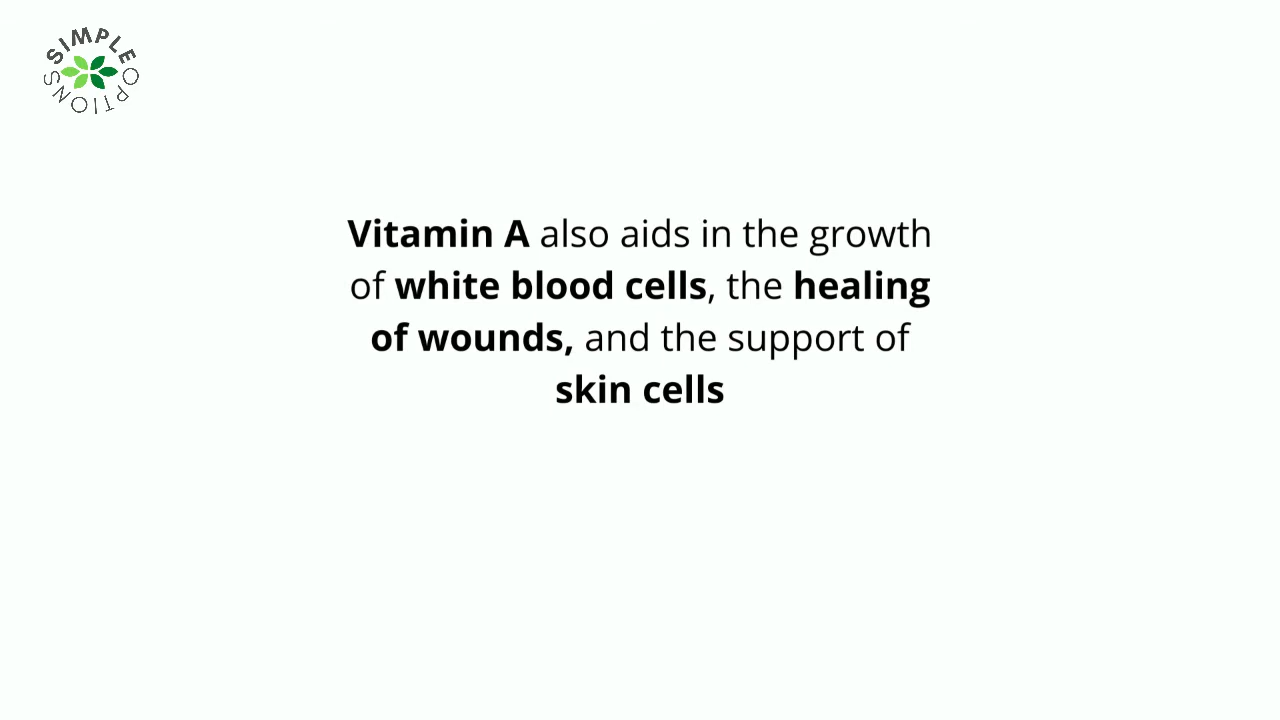 SIMPLE OPTIONS
Vitamin A also aids in the growth
of white blood cells, the healing
of wounds, and the support of
skin cells